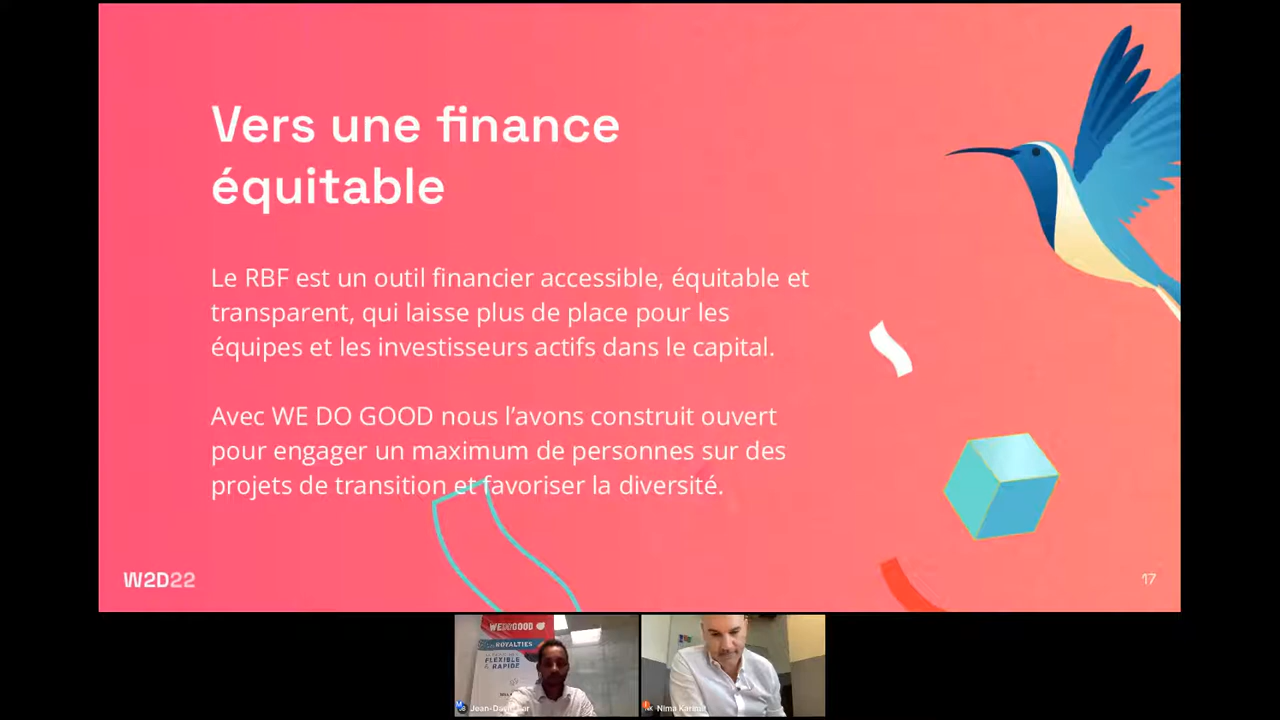 Vers une finance
équitable
Le RBF est un outil financier accessible, équitable et
transparent, qui laisse plus de place pour les
équipes et les investisseurs actifs dans le capital.
Avec WE DO GOOD nous l’avons construit ouvert
pour engager un maximum de personnes sur des
projets de transition et favoriser la diversité.
W2D22
17
WEDOGOOD
ROYALTIES
FLEXIBLE
& RAPIDE
Nima